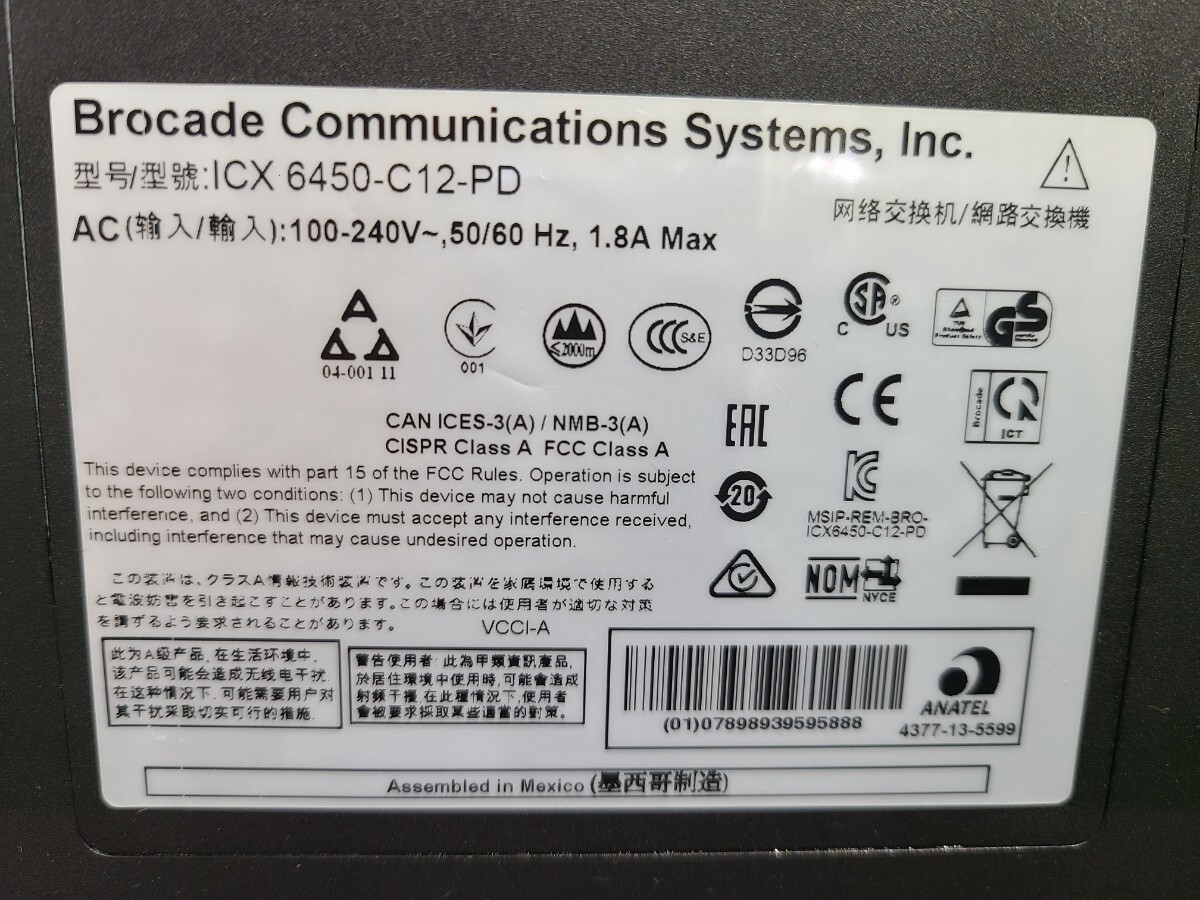 Brocade Communications Systems, Inc.
型号/型號:ICX 6450-C12-PD
网络交换机/網路交換機
AC(输入/輸入):100-240V~,50/60 Hz, 1.8A Max
04-001 11
001
≤2000m
CCC S&E
D33D96
C SA ® US
TUV
Product Safety
GS
EAC
CE
Brocade
ICT
CAN ICES-3(A) / NMB-3(A)
CISPR Class A FCC Class A
This device complies with part 15 of the FCC Rules. Operation is subject
to the following two conditions: (1) This device may not cause harmful
interference, and (2) This device must accept any interference received,
including interference that may cause undesired operation.
20
MSIP-REM-BRO-
ICX6450-C12-PD
NOM
NYCE
この装置は、クラスA情報技術装置です。この装置を家庭環境で使用する
と電波妨害を引き起こすことがあります。この場合には使用者が適切な対策
を講ずるよう要求されることがあります。
VCCI-A
此为A级产品,在生活环境中,
该产品可能会造成无线电干扰.
在这种情况下,可能需要用户对
其干扰采取切实可行的措施.
警告使用者:此為甲類資訊產品,
於居住環境中使用時,可能會造成
射頻干擾,在此種情況下,使用者
會被要求採取某些適當的對策。
(01)07898939595888
ANATEL
4377-13-5599
Assembled in Mexico (墨西哥制造)